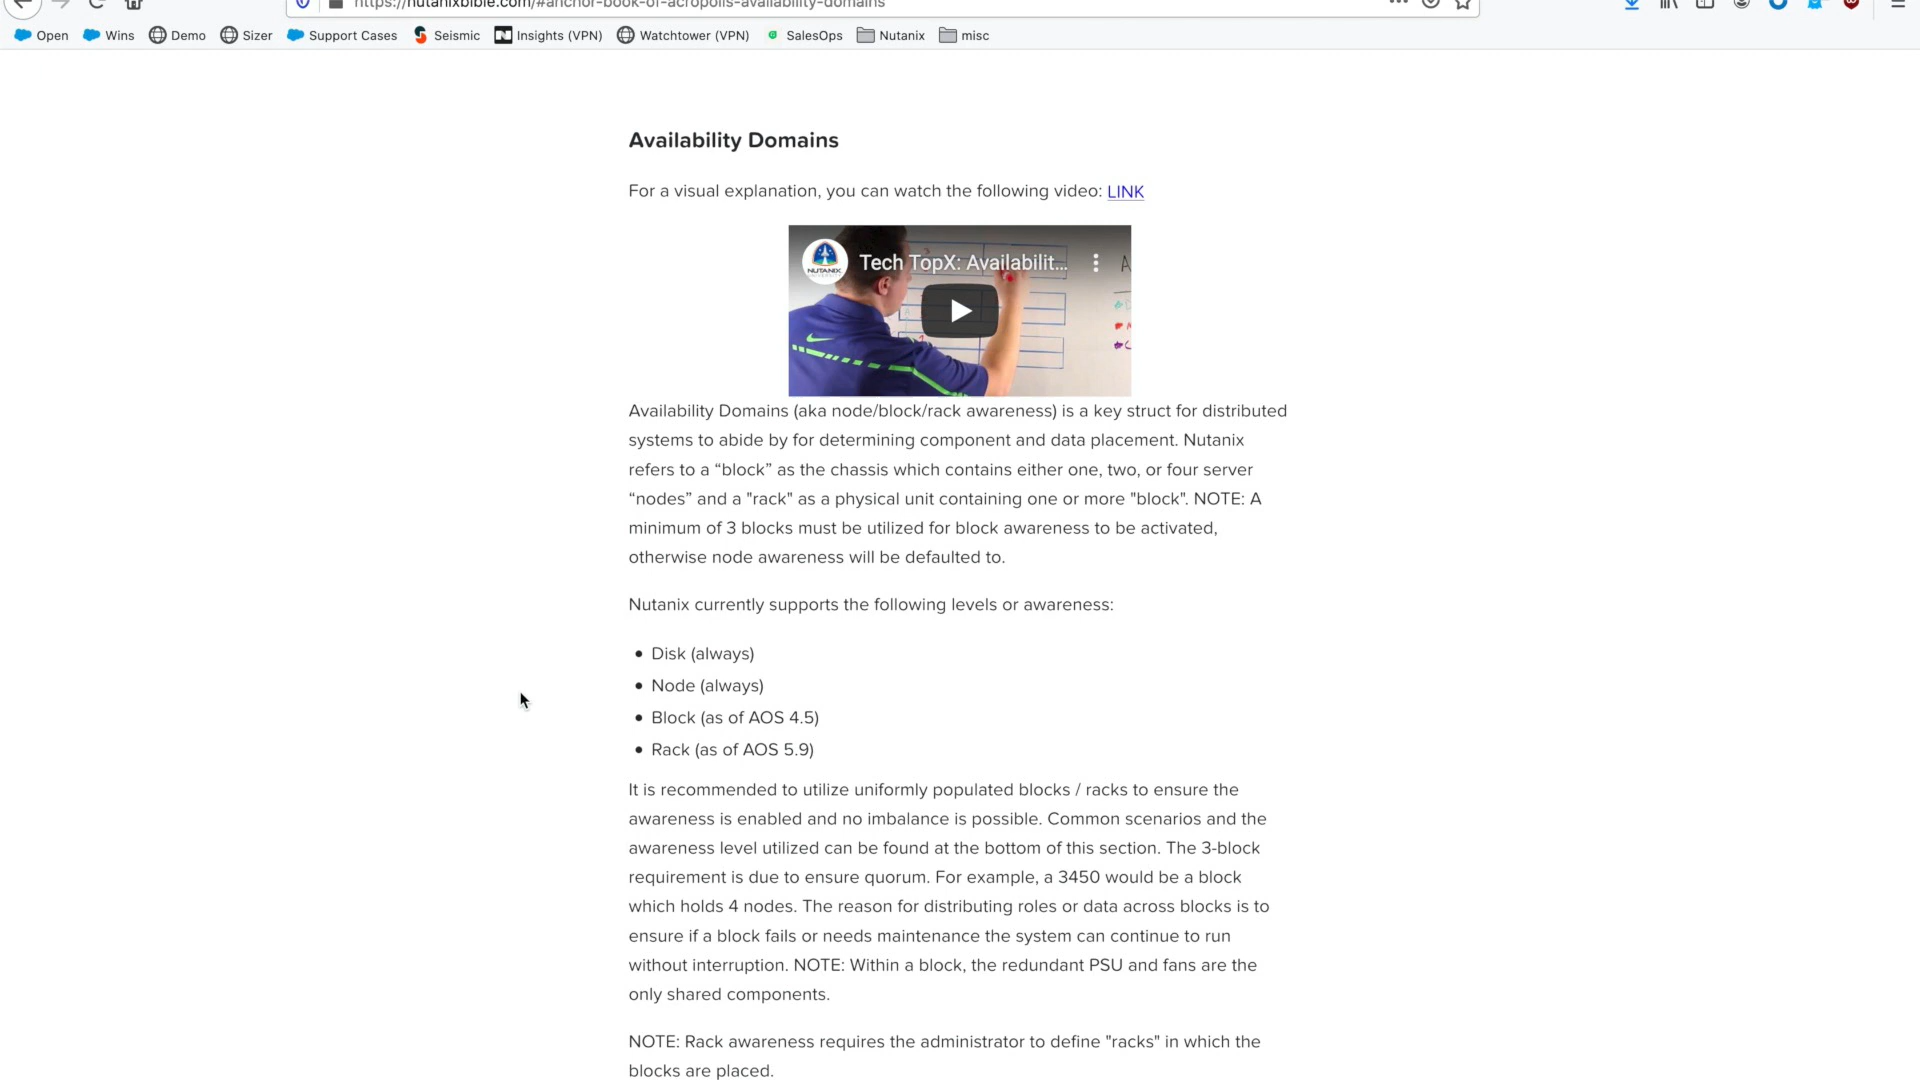 https://nutanixbible.com/#anchor-book-of-acropolis-availability-domains
Open Wins Demo Sizer Support Cases Seismic Insights (VPN) Watchtower (VPN) SalesOps Nutanix misc
Availability Domains
For a visual explanation, you can watch the following video: LINK
NUTANIX
Tech TopX: Availabilit...
Availability Domains (aka node/block/rack awareness) is a key struct for distributed
systems to abide by for determining component and data placement. Nutanix
refers to a “block” as the chassis which contains either one, two, or four server
“nodes” and a "rack" as a physical unit containing one or more "block". NOTE: A
minimum of 3 blocks must be utilized for block awareness to be activated,
otherwise node awareness will be defaulted to.
Nutanix currently supports the following levels or awareness:
• Disk (always)
• Node (always)
• Block (as of AOS 4.5)
• Rack (as of AOS 5.9)
It is recommended to utilize uniformly populated blocks / racks to ensure the
awareness is enabled and no imbalance is possible. Common scenarios and the
awareness level utilized can be found at the bottom of this section. The 3-block
requirement is due to ensure quorum. For example, a 3450 would be a block
which holds 4 nodes. The reason for distributing roles or data across blocks is to
ensure if a block fails or needs maintenance the system can continue to run
without interruption. NOTE: Within a block, the redundant PSU and fans are the
only shared components.
NOTE: Rack awareness requires the administrator to define "racks" in which the
blocks are placed.